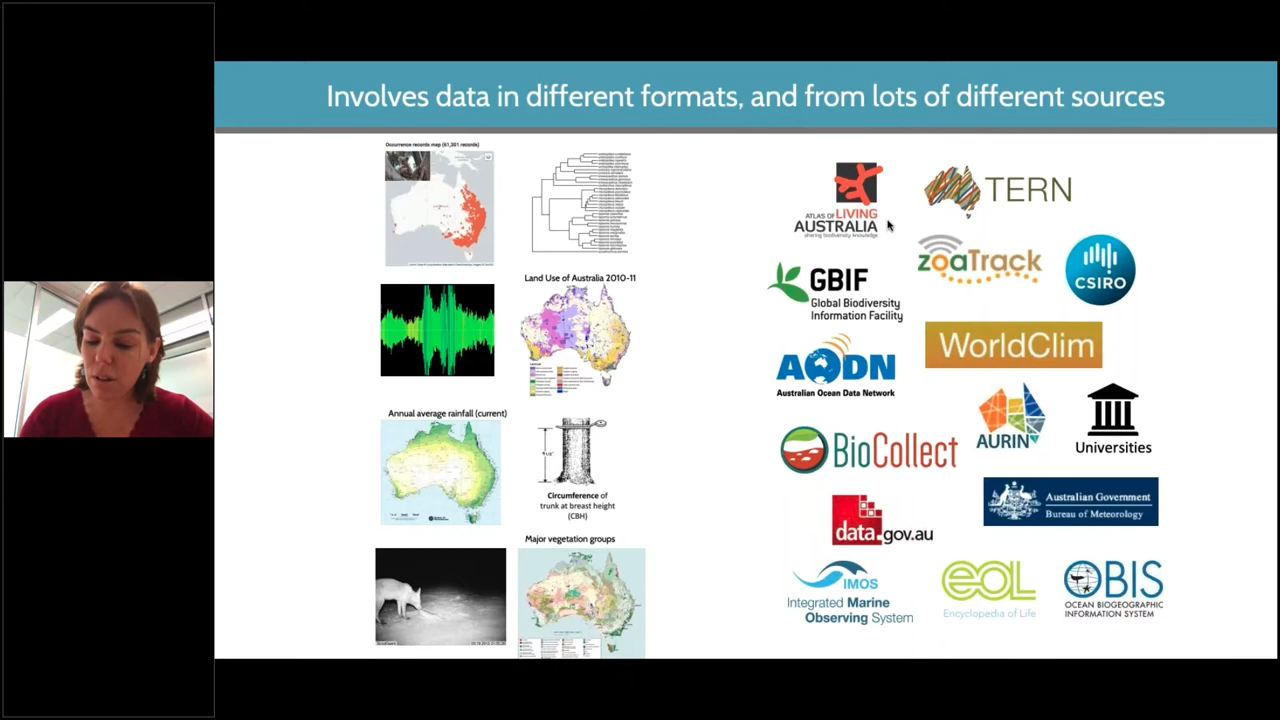 Involves data in different formats, and from lots of different sources
Occurrence records map (61,301 records)
Land Use of Australia 2010-11
Annual average rainfall (current)
4 1/2'
Circumference of
trunk at breast height
(CBH)
Major vegetation groups
ATLAS OF LIVING
AUSTRALIA
sharing biodiversity knowledge
TERN
zoaTrack
CSIRO
GBIF
Global Biodiversity
Information Facility
WorldClim
AODN
Australian Ocean Data Network
AURIN
Universities
BioCollect
Australian Government
Bureau of Meteorology
data.gov.au
IMOS
Integrated Marine
Observing System
eOL
Encyclopedia of Life
OBIS
OCEAN BIOGEOGRAPHIC
INFORMATION SYSTEM